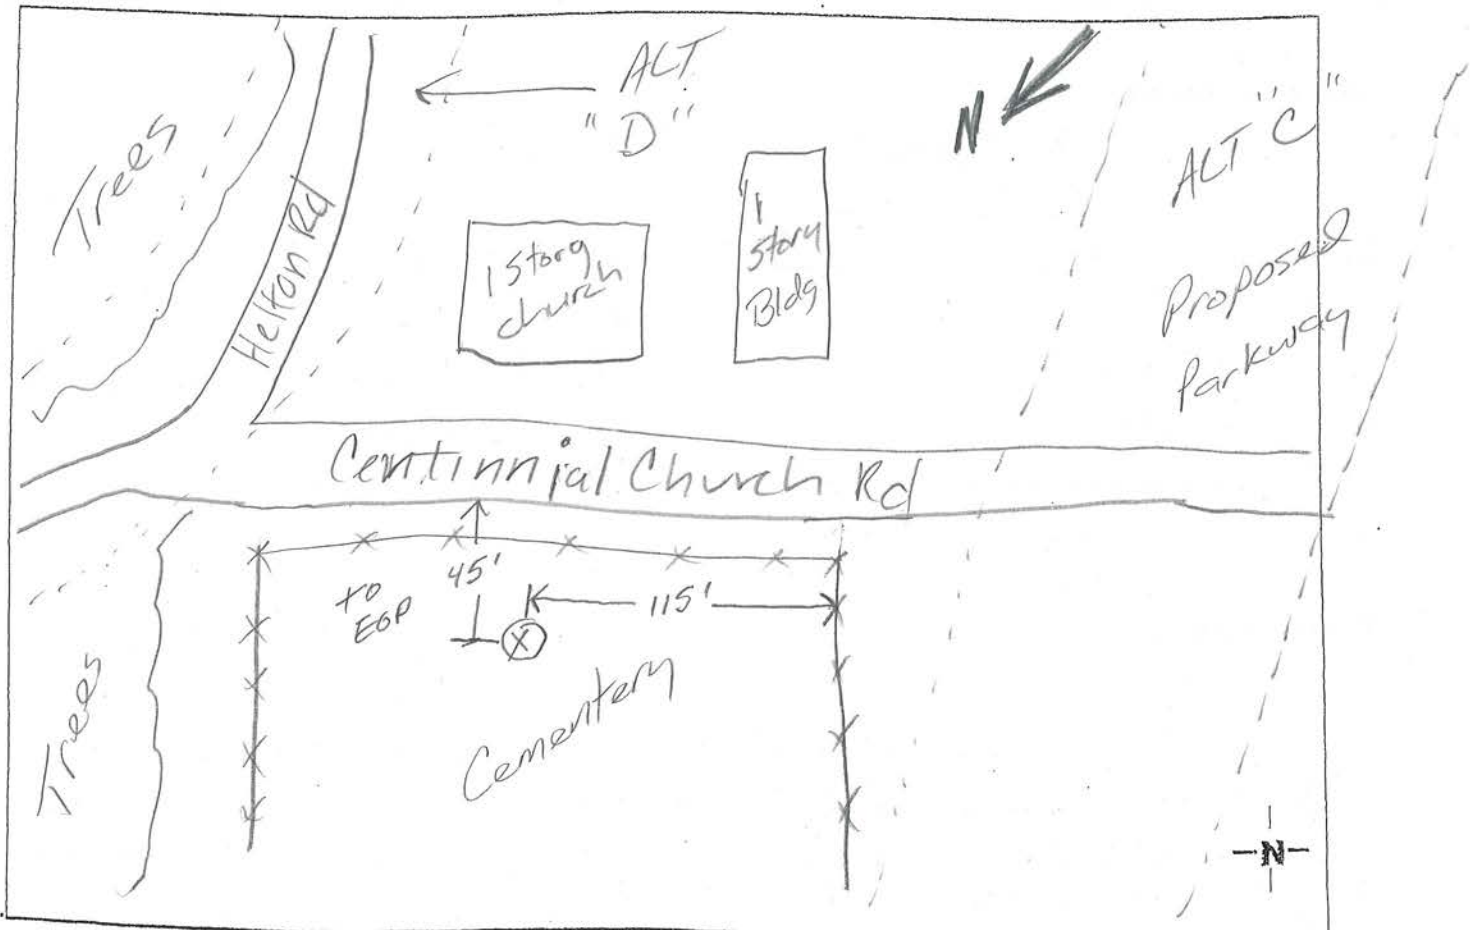 ALT
"D"
N
ALT "C"
Proposed
Parkway
Trees
Helton Rd
1 Story
church
1
Story
Bldg
Centinnial Church Rd
45'
to
EOP
115'
X
Cementery
Trees
N